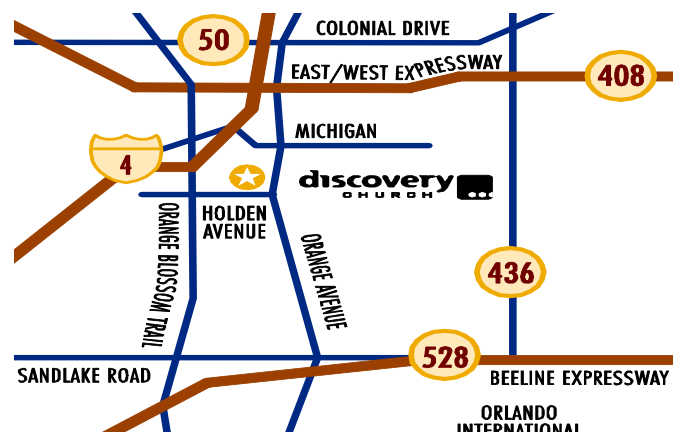 COLONIAL DRIVE
50
EAST/WEST EXPRESSWAY
408
MICHIGAN
4
discovery
CHURCH
HOLDEN
AVENUE
ORANGE BLOSSOM TRAIL
ORANGE AVENUE
436
528
SANDLAKE ROAD
BEELINE EXPRESSWAY
ORLANDO
INTERNATIONAL